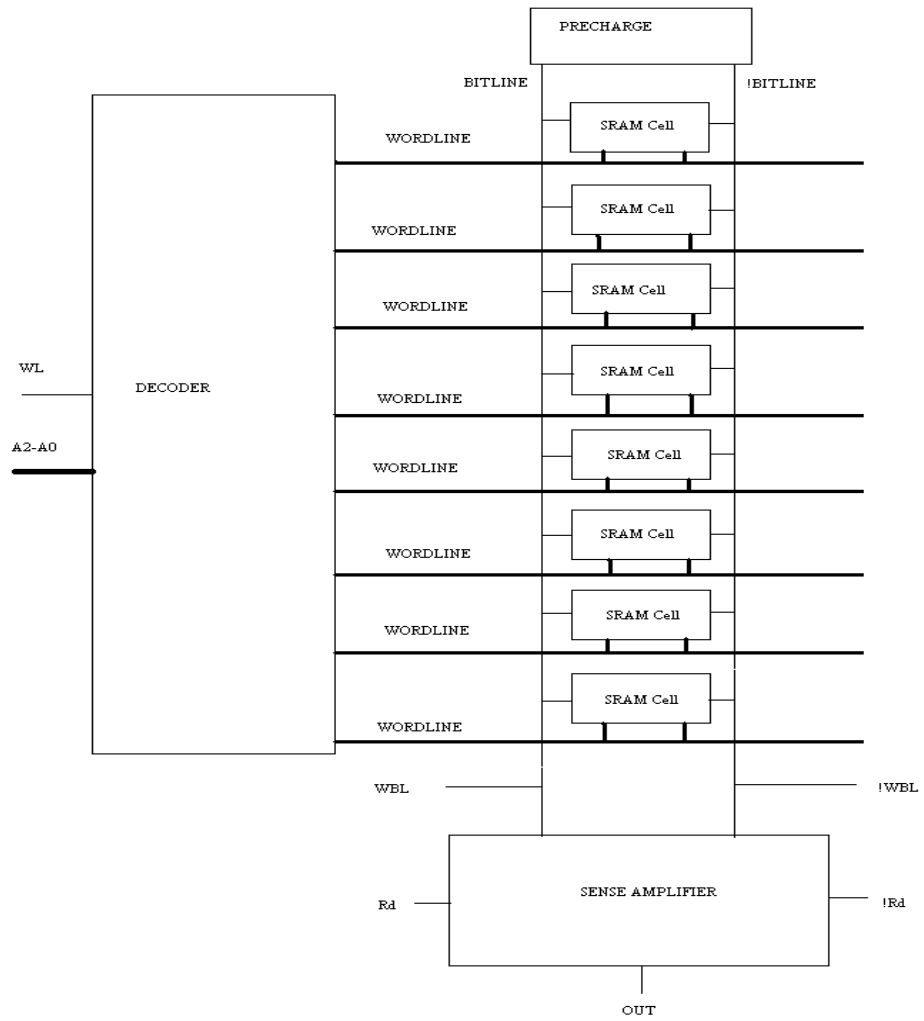 PRECHARGE
BITLINE
!BITLINE
SRAM Cell
WORDLINE
SRAM Cell
WORDLINE
SRAM Cell
WORDLINE
WL
DECODER
SRAM Cell
WORDLINE
A2-A0
SRAM Cell
WORDLINE
SRAM Cell
WORDLINE
SRAM Cell
WORDLINE
SRAM Cell
WORDLINE
WBL
!WBL
SENSE AMPLIFIER
Rd
!Rd
OUT